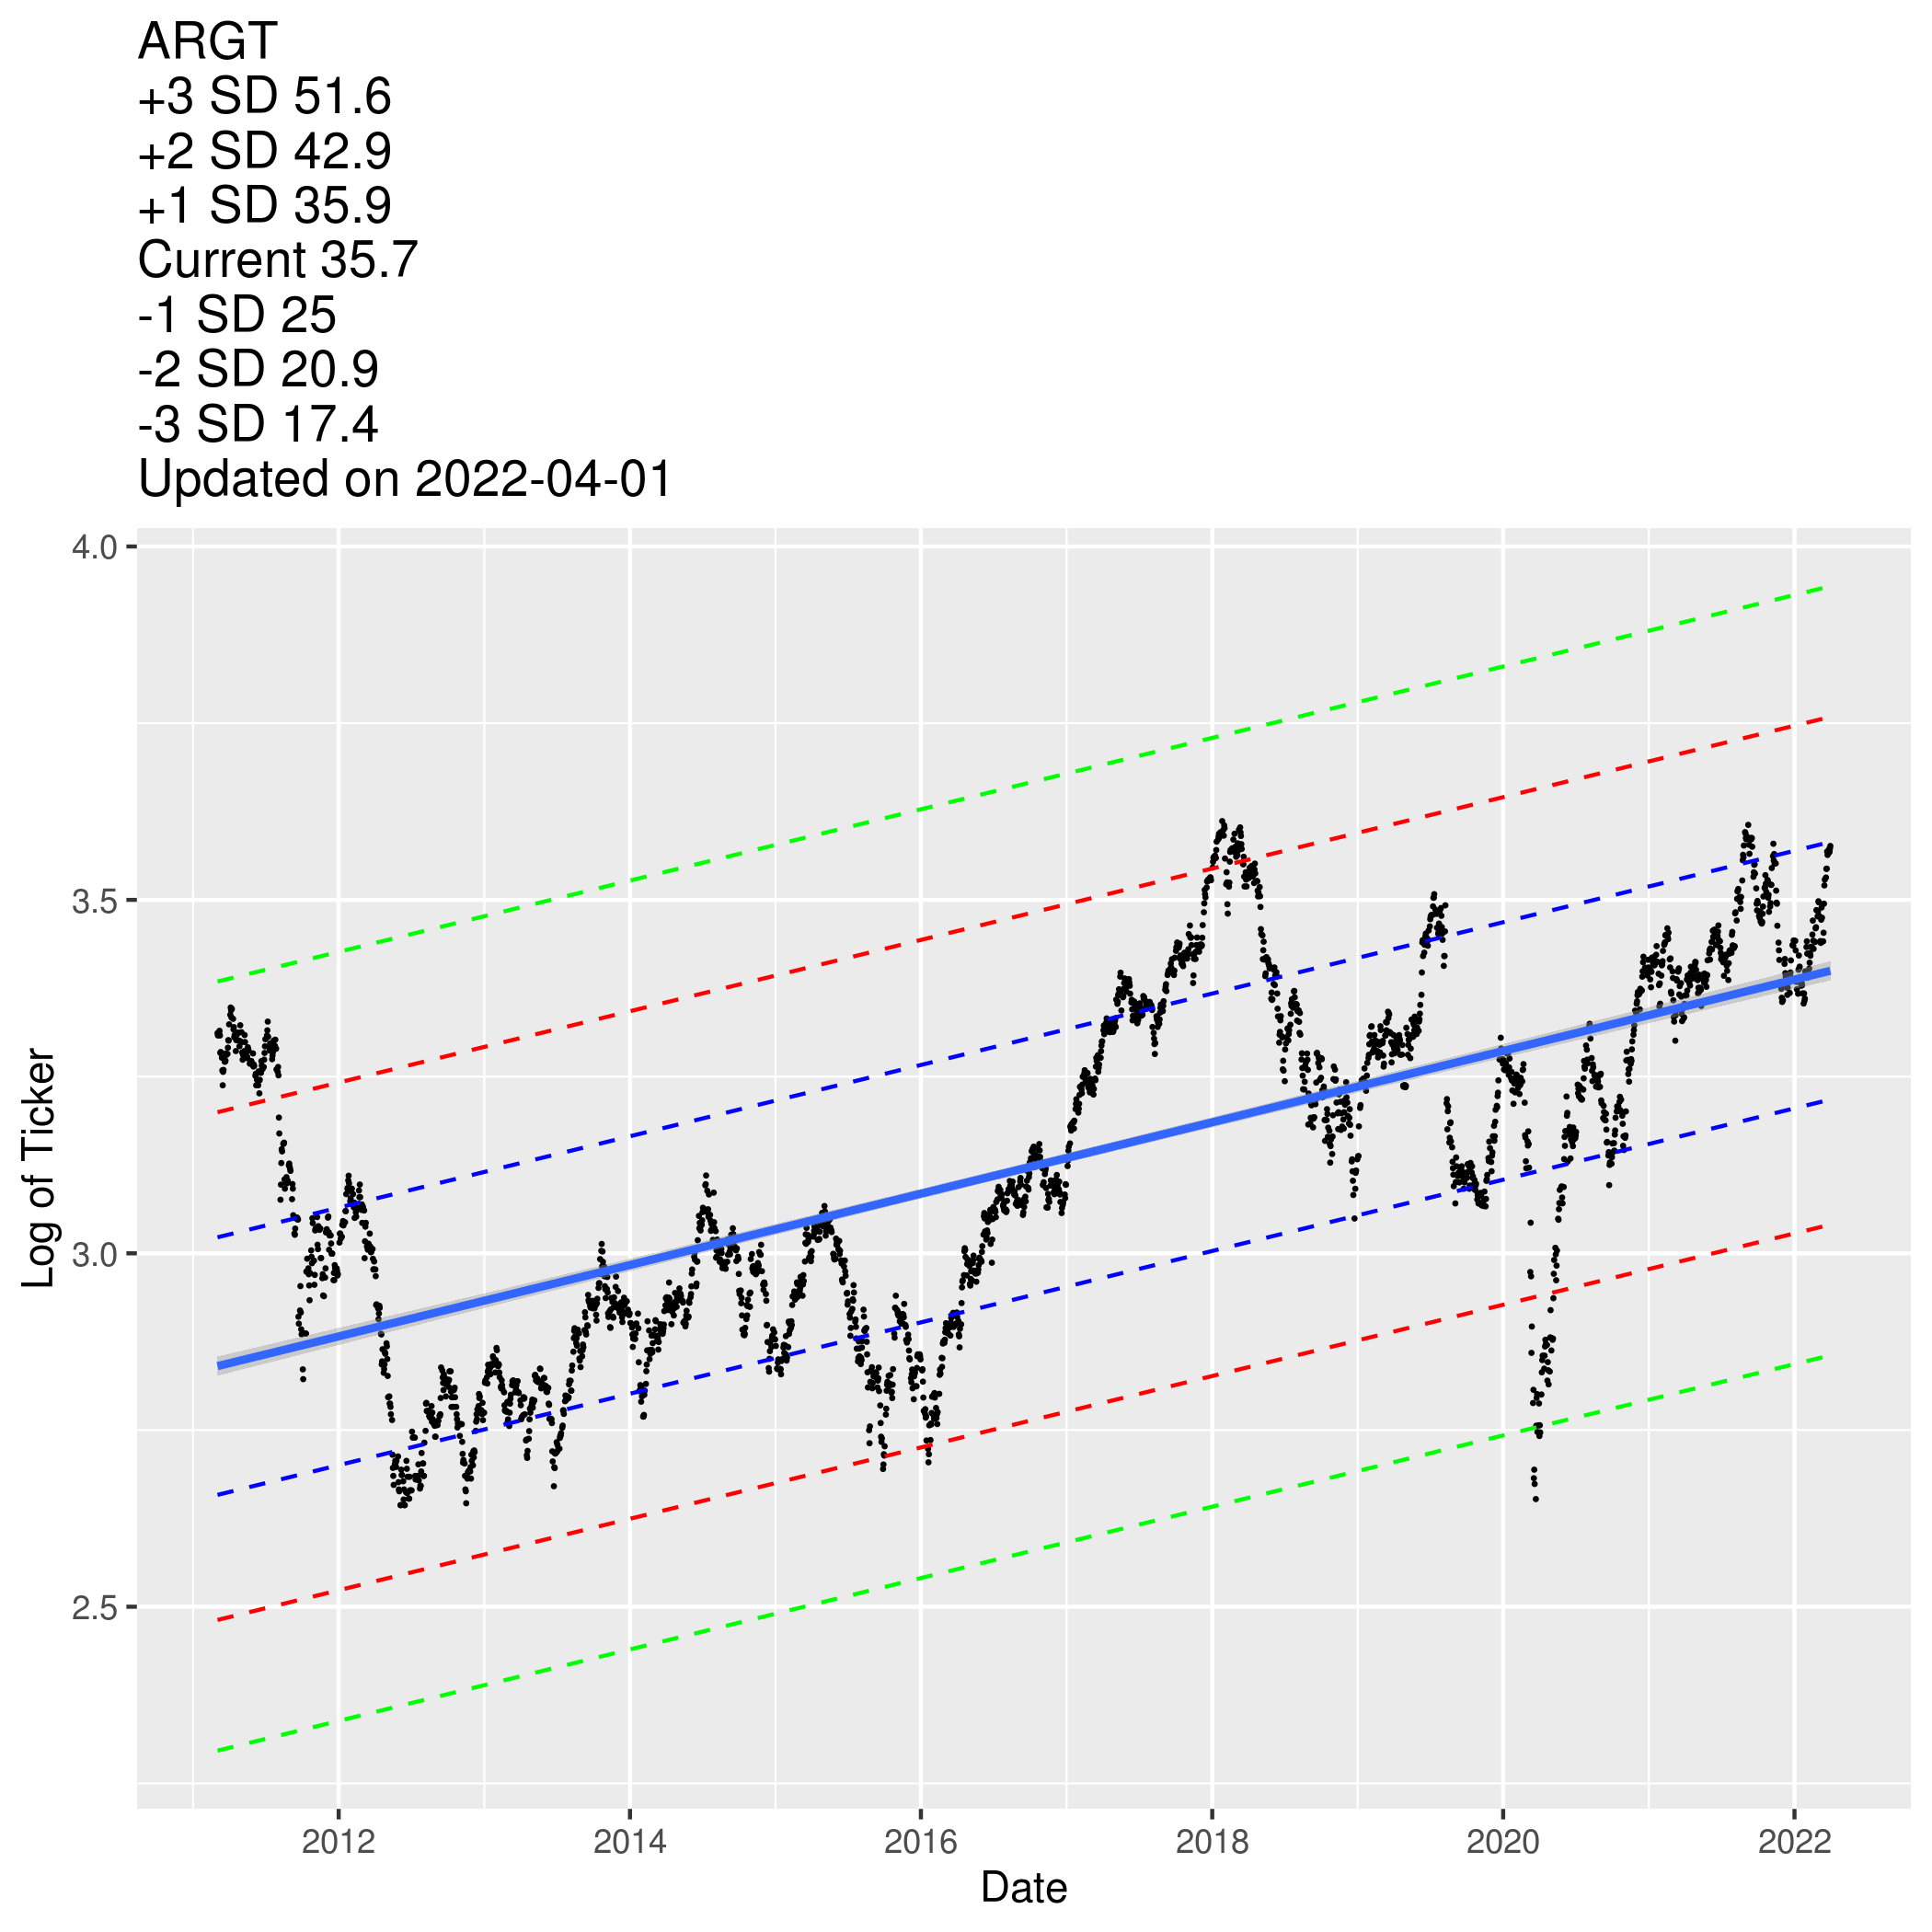 ARGT
+3 SD 51.6
+2 SD 42.9
+1 SD 35.9
Current 35.7
-1 SD 25
-2 SD 20.9
-3 SD 17.4
Updated on 2022-04-01
4.0
3.5
3.0
2.5
Log of Ticker
2012 2014 2016 2018 2020 2022
Date